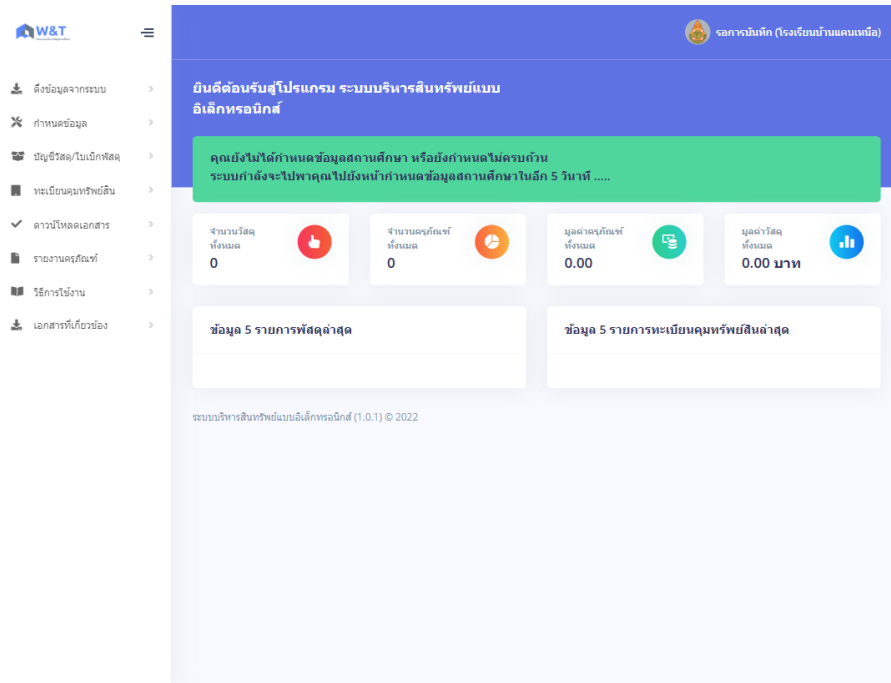 W&T
รอการบันทึก (โรงเรียนบ้านแคนเหนือ)
ดึงข้อมูลจากระบบ
กำหนดข้อมูล
บัญชีวัสดุ/ใบเบิกพัสดุ
ทะเบียนคุมทรัพย์สิน
ดาวน์โหลดเอกสาร
รายงานครุภัณฑ์
วิธีการใช้งาน
เอกสารที่เกี่ยวข้อง
ยินดีต้อนรับสู่โปรแกรม ระบบบริหารสินทรัพย์แบบ
อิเล็กทรอนิกส์
คุณยังไม่ได้กำหนดข้อมูลสถานศึกษา หรือยังกำหนดไม่ครบถ้วน
ระบบกำลังจะไปพาคุณไปยังหน้ากำหนดข้อมูลสถานศึกษาในอีก 5 วินาที .....
จำนวนวัสดุ
ทั้งหมด
0
จำนวนครุภัณฑ์
ทั้งหมด
0
มูลค่าครุภัณฑ์
ทั้งหมด
0.00
มูลค่าวัสดุ
ทั้งหมด
0.00 บาท
ข้อมูล 5 รายการพัสดุล่าสุด
ข้อมูล 5 รายการทะเบียนคุมทรัพย์สินล่าสุด
ระบบบริหารสินทรัพย์แบบอิเล็กทรอนิกส์ (1.0.1) © 2022